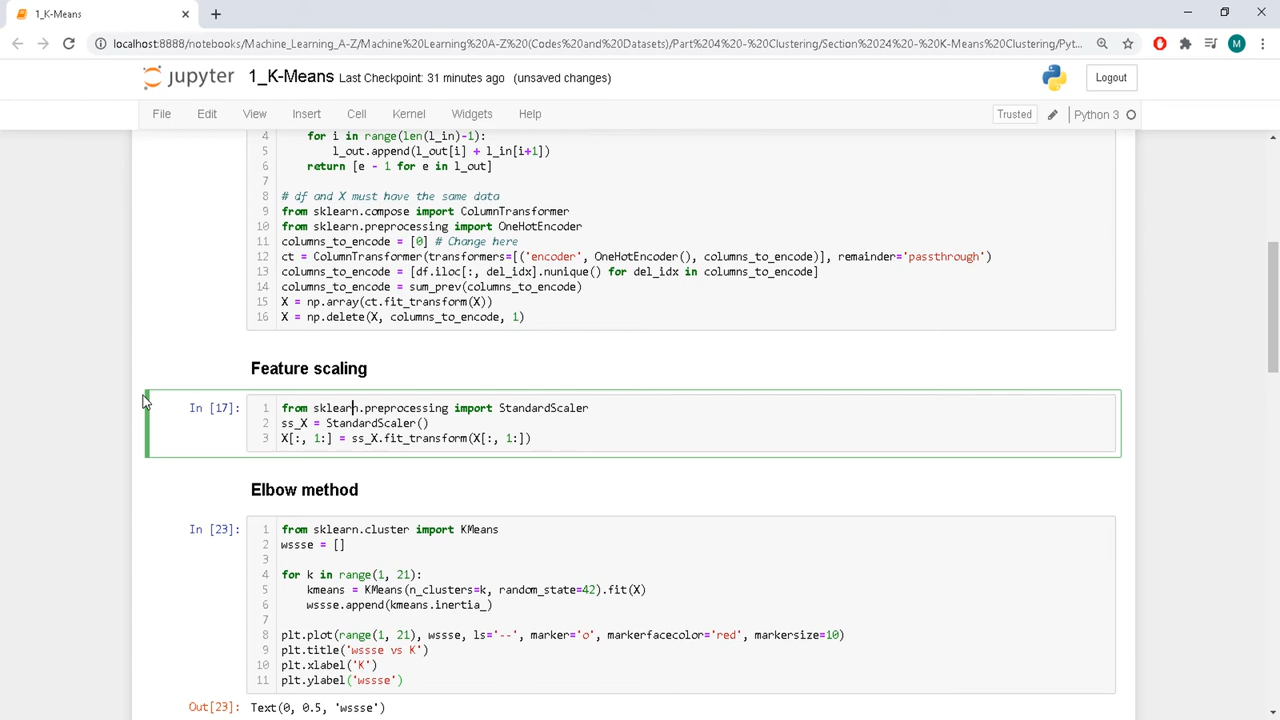 1_K-Means
localhost:8888/notebooks/Machine_Learning_A-Z/Machine%20Learning%20A-Z%20(Codes%20and%20Datasets)/Part%204%20-%20Clustering/Section%2024%20-%20K-Means%20Clustering/Pyt...
M
jupyter 1_K-Means Last Checkpoint: 31 minutes ago (unsaved changes)
Logout
File Edit View Insert Cell Kernel Widgets Help
Trusted Python 3
4 for i in range(len(l_in)-1):
5 l_out.append(l_out[i] + l_in[i+1])
6 return [e - 1 for e in l_out]
7
8 # df and X must have the same data
9 from sklearn.compose import ColumnTransformer
10 from sklearn.preprocessing import OneHotEncoder
11 columns_to_encode = [0] # Change here
12 ct = ColumnTransformer(transformers=[('encoder', OneHotEncoder(), columns_to_encode)], remainder='passthrough')
13 columns_to_encode = [df.iloc[:, del_idx].nunique() for del_idx in columns_to_encode]
14 columns_to_encode = sum_prev(columns_to_encode)
15 X = np.array(ct.fit_transform(X))
16 X = np.delete(X, columns_to_encode, 1)
Feature scaling
In [17]: 1 from sklearn.preprocessing import StandardScaler
2 ss_X = StandardScaler()
3 X[:, 1:] = ss_X.fit_transform(X[:, 1:])
Elbow method
In [23]: 1 from sklearn.cluster import KMeans
2 wssse = []
3
4 for k in range(1, 21):
5 kmeans = KMeans(n_clusters=k, random_state=42).fit(X)
6 wssse.append(kmeans.inertia_)
7
8 plt.plot(range(1, 21), wssse, ls='--', marker='o', markerfacecolor='red', markersize=10)
9 plt.title('wssse vs K')
10 plt.xlabel('K')
11 plt.ylabel('wssse')
Out[23]: Text(0, 0.5, 'wssse')